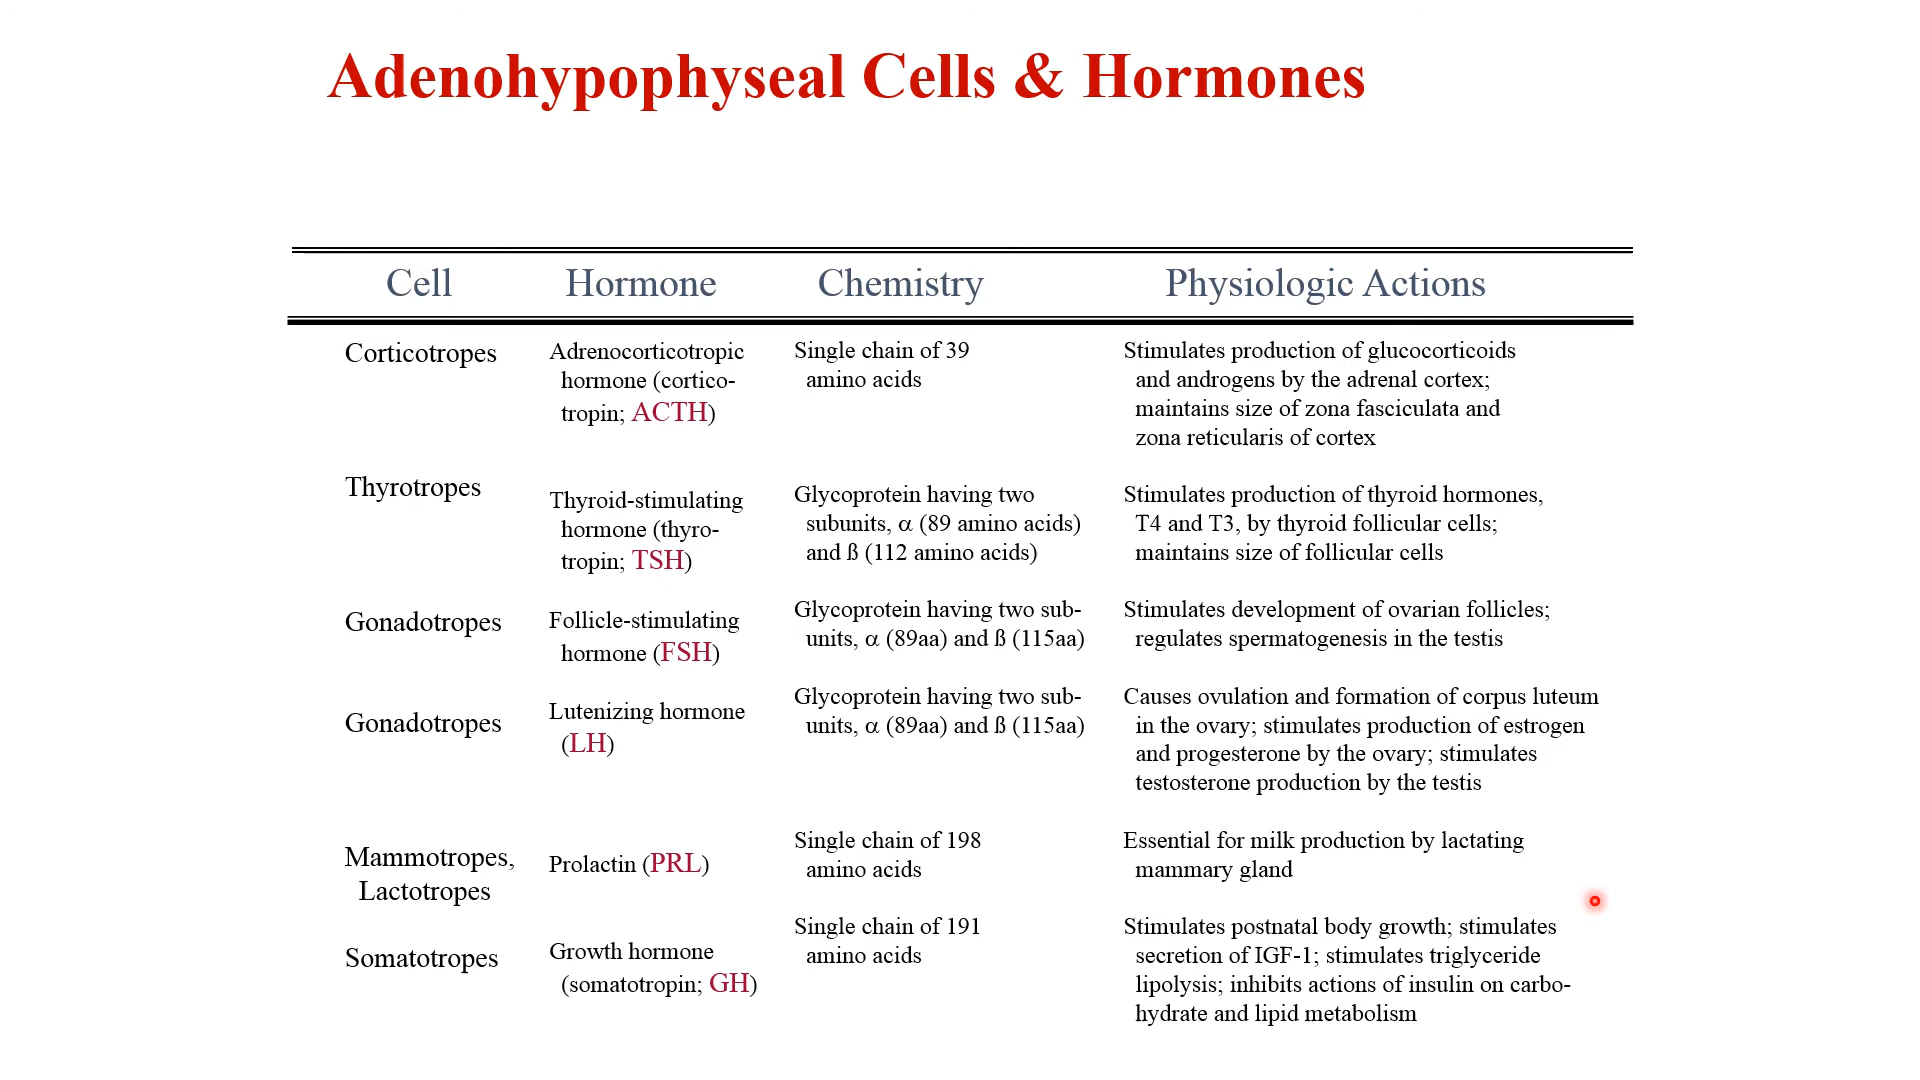 Adenohypophyseal Cells & Hormones
Cell Hormone Chemistry Physiologic Actions
Corticotropes
Adrenocorticotropic
hormone (cortico-
tropin; ACTH)
Single chain of 39
amino acids
Stimulates production of glucocorticoids
and androgens by the adrenal cortex;
maintains size of zona fasciculata and
zona reticularis of cortex
Thyrotropes
Thyroid-stimulating
hormone (thyro-
tropin; TSH)
Glycoprotein having two
subunits, α (89 amino acids)
and ß (112 amino acids)
Stimulates production of thyroid hormones,
T4 and T3, by thyroid follicular cells;
maintains size of follicular cells
Gonadotropes
Follicle-stimulating
hormone (FSH)
Glycoprotein having two sub-
units, α (89aa) and ß (115aa)
Stimulates development of ovarian follicles;
regulates spermatogenesis in the testis
Gonadotropes
Lutenizing hormone
(LH)
Glycoprotein having two sub-
units, α (89aa) and ß (115aa)
Causes ovulation and formation of corpus luteum
in the ovary; stimulates production of estrogen
and progesterone by the ovary; stimulates
testosterone production by the testis
Mammotropes,
Lactotropes
Prolactin (PRL)
Single chain of 198
amino acids
Essential for milk production by lactating
mammary gland
Somatotropes
Growth hormone
(somatotropin; GH)
Single chain of 191
amino acids
Stimulates postnatal body growth; stimulates
secretion of IGF-1; stimulates triglyceride
lipolysis; inhibits actions of insulin on carbo-
hydrate and lipid metabolism